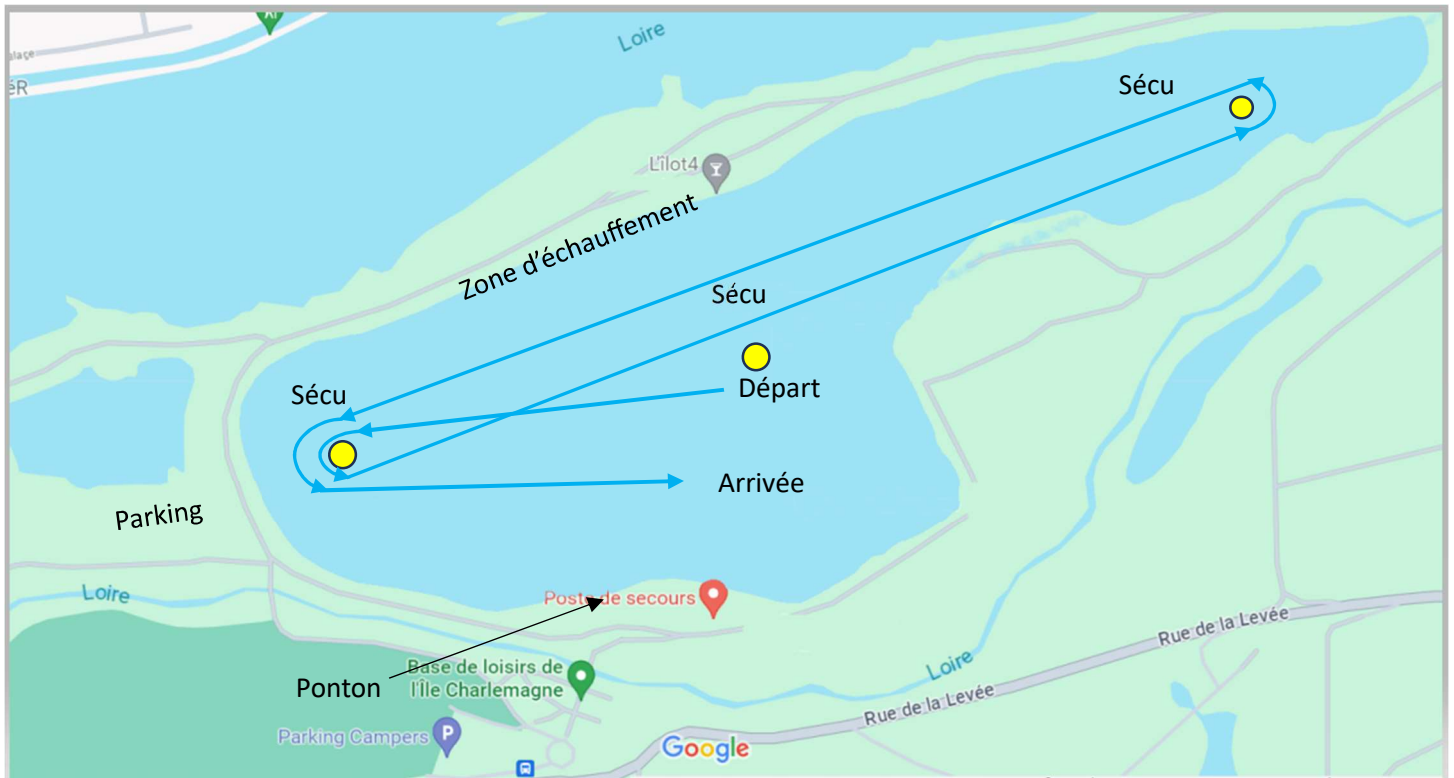 Loire
Sécu
L'îlot4
Zone d'échauffement
Sécu
Départ
Sécu
Arrivée
Parking
Loire
Poste de secours
Rue de la Levée
Base de loisirs de
l'Île Charlemagne
Loire
Ponton
Rue de la Levée
Parking Campers
P
Google